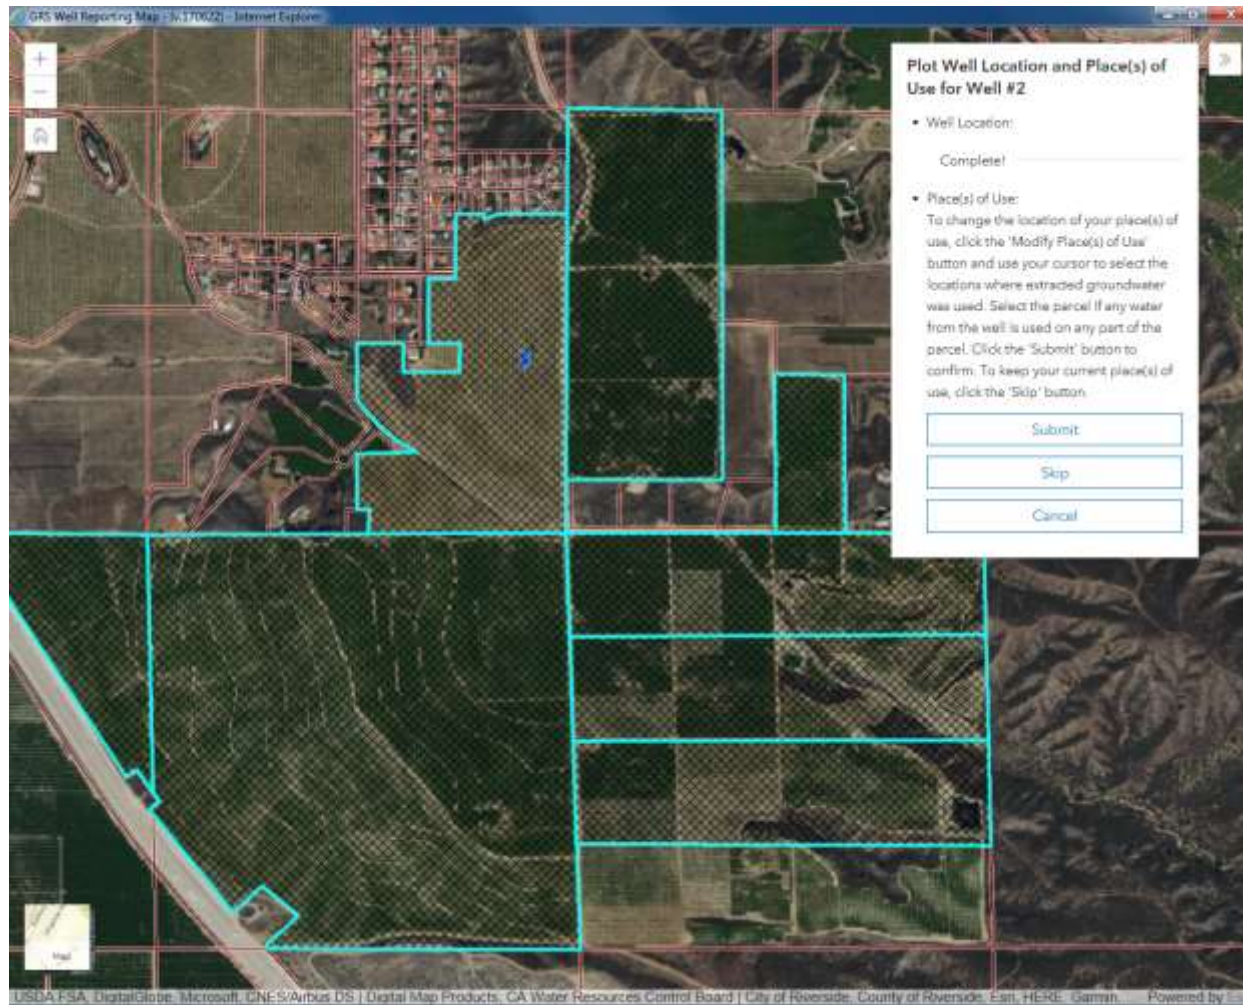 GRS Well Reporting Map - (v.170622) - Internet Explorer
Plot Well Location and Place(s) of
Use for Well #2
• Well Location:
Complete!
• Place(s) of Use:
To change the location of your place(s) of
use, click the 'Modify Place(s) of Use'
button and use your cursor to select the
locations where extracted groundwater
was used. Select the parcel If any water
from the well is used on any part of the
parcel. Click the 'Submit' button to
confirm. To keep your current place(s) of
use, click the 'Skip' button.
Submit
Skip
Cancel
Map
USDA FSA, DigitalGlobe, Microsoft, CNES/Airbus DS | Digital Map Products, CA Water Resources Control Board | City of Riverside, County of Riverside, Esri, HERE, Garmin, Powered by